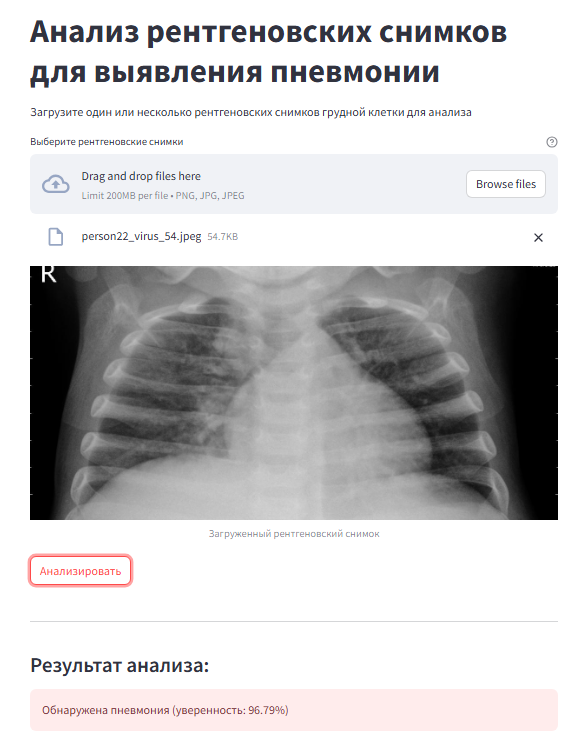 Анализ рентгеновских снимков
для выявления пневмонии
Загрузите один или несколько рентгеновских снимков грудной клетки для анализа
Выберите рентгеновские снимки
Drag and drop files here
Limit 200MB per file • PNG, JPG, JPEG
Browse files
person22_virus_54.jpeg 54.7KB
R
Загруженный рентгеновский снимок
Анализировать
Результат анализа:
Обнаружена пневмония (уверенность: 96.79%)